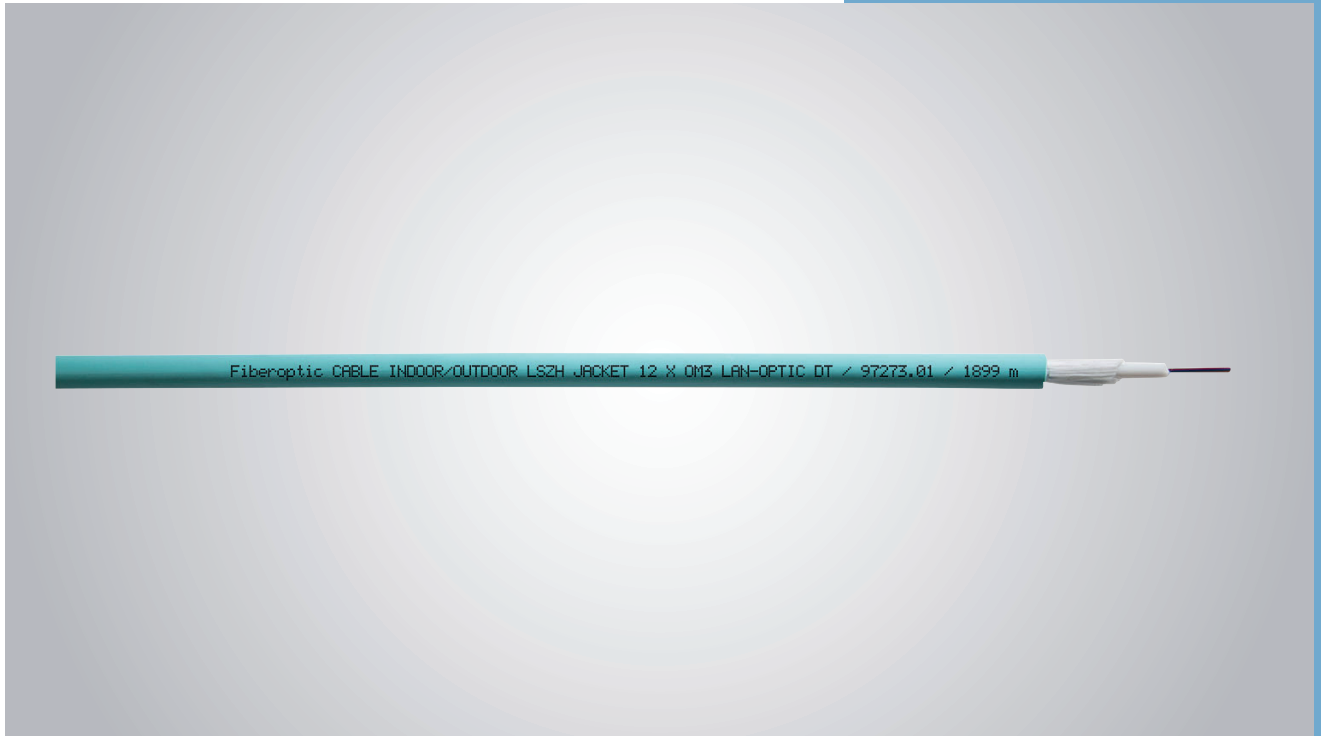 Fiberoptic CABLE INDOOR/OUTDOOR LSZH JACKET 12 X OM3 LAN-OPTIC DT / 97273.01 / 1899 m